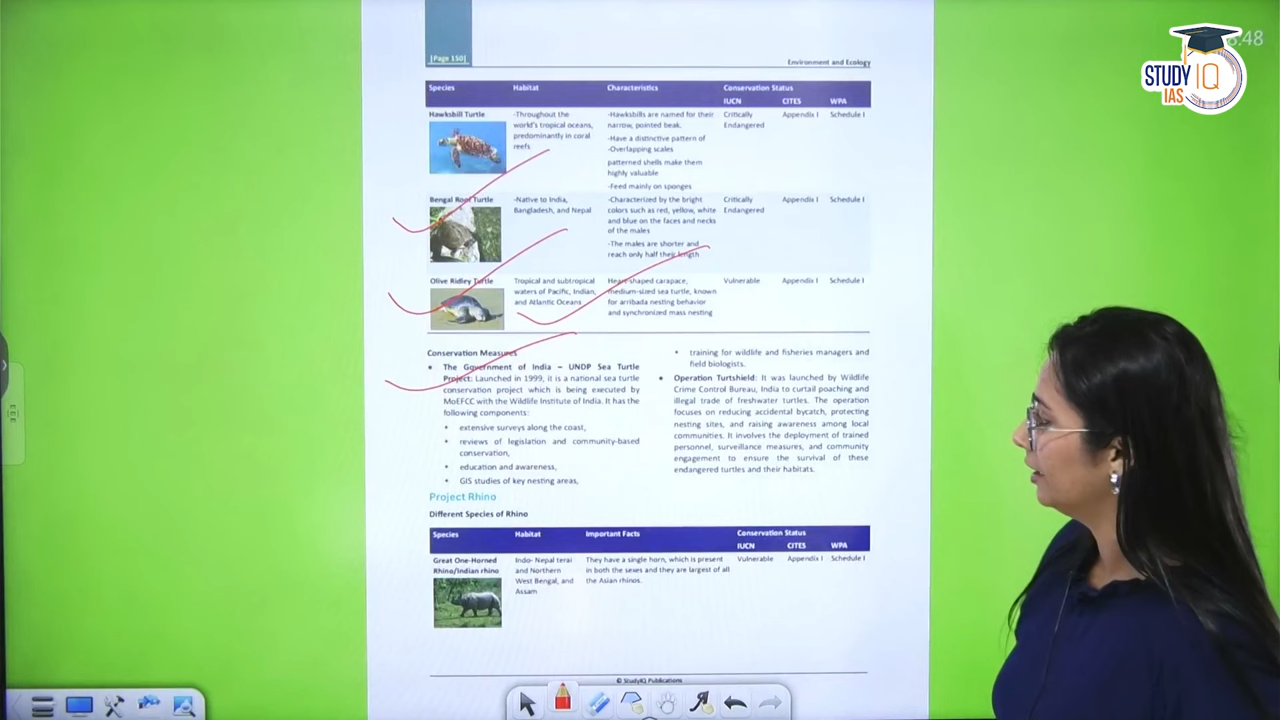 [Page 150]
Environment and Ecology
Species Habitat Characteristics Conservation Status
IUCN CITES WPA
Hawksbill Turtle
-Throughout the
world's tropical oceans,
predominantly in coral
reefs
-Hawksbills are named for their
narrow, pointed beak.
-Have a distinctive pattern of
-Overlapping scales
patterned shells make them
highly valuable
-Feed mainly on sponges
Critically
Endangered
Appendix I
Schedule I
Bengal Roof Turtle
-Native to India,
Bangladesh, and Nepal
-Characterized by the bright
colors such as red, yellow, white
and blue on the faces and necks
of the males
-The males are shorter and
reach only half their length
Critically
Endangered
Appendix I
Schedule I
Olive Ridley Turtle
Tropical and subtropical
waters of Pacific, Indian,
and Atlantic Oceans
Heart-shaped carapace,
medium-sized sea turtle, known
for arribada nesting behavior
and synchronized mass nesting
Vulnerable
Appendix I
Schedule I
Conservation Measures
• The Government of India – UNDP Sea Turtle
Project: Launched in 1999, it is a national sea turtle
conservation project which is being executed by
MoEFCC with the Wildlife Institute of India. It has the
following components:
• extensive surveys along the coast,
• reviews of legislation and community-based
conservation,
• education and awareness,
• GIS studies of key nesting areas,
• training for wildlife and fisheries managers and
field biologists.
• Operation Turtshield: It was launched by Wildlife
Crime Control Bureau, India to curtail poaching and
illegal trade of freshwater turtles. The operation
focuses on reducing accidental bycatch, protecting
nesting sites, and raising awareness among local
communities. It involves the deployment of trained
personnel, surveillance measures, and community
engagement to ensure the survival of these
endangered turtles and their habitats.
Project Rhino
Different Species of Rhino
Species Habitat Important Facts Conservation Status
IUCN CITES WPA
Great One-Horned
Rhino/Indian rhino
Indo- Nepal terai
and Northern
West Bengal, and
Assam
They have a single horn, which is present
in both the sexes and they are largest of all
the Asian rhinos.
Vulnerable
Appendix I
Schedule I
© StudyIQ Publications
STUDY IQ
IAS